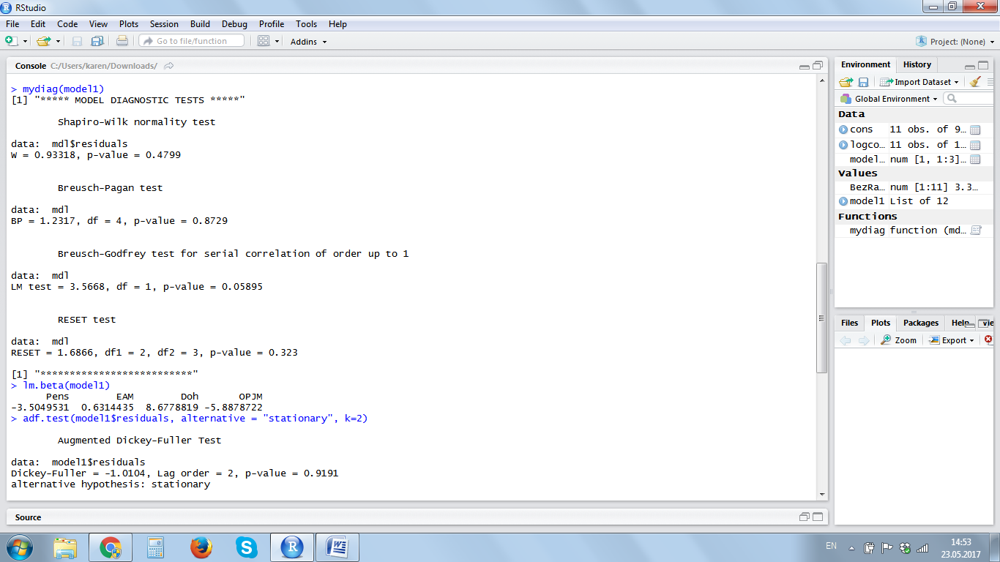 RStudio
File Edit Code View Plots Session Build Debug Profile Tools Help
Go to file/function Addins Project: (None)
Console C:/Users/karen/Downloads/
> mydiag(model1)
[1] "***** MODEL DIAGNOSTIC TESTS *****"
Shapiro-Wilk normality test
data: mdl$residuals
W = 0.93318, p-value = 0.4799
Breusch-Pagan test
data: mdl
BP = 1.2317, df = 4, p-value = 0.8729
Breusch-Godfrey test for serial correlation of order up to 1
data: mdl
LM test = 3.5668, df = 1, p-value = 0.05895
RESET test
data: mdl
RESET = 1.6866, df1 = 2, df2 = 3, p-value = 0.323
[1] "**************************"
> lm.beta(model1)
Pens EAM Doh OPJM
-3.5049531 0.6314435 8.6778819 -5.8878722
> adf.test(model1$residuals, alternative = "stationary", k=2)
Augmented Dickey-Fuller Test
data: model1$residuals
Dickey-Fuller = -1.0104, Lag order = 2, p-value = 0.9191
alternative hypothesis: stationary
Source
Environment History
Import Dataset
Global Environment
Data
cons 11 obs. of 9…
logco… 11 obs. of 1…
model… num [1, 1:3]…
Values
BezRa… num [1:11] 3.3…
model1 List of 12
Functions
mydiag function (md…
Files Plots Packages Help Vie
Zoom Export
EN
14:53
23.05.2017